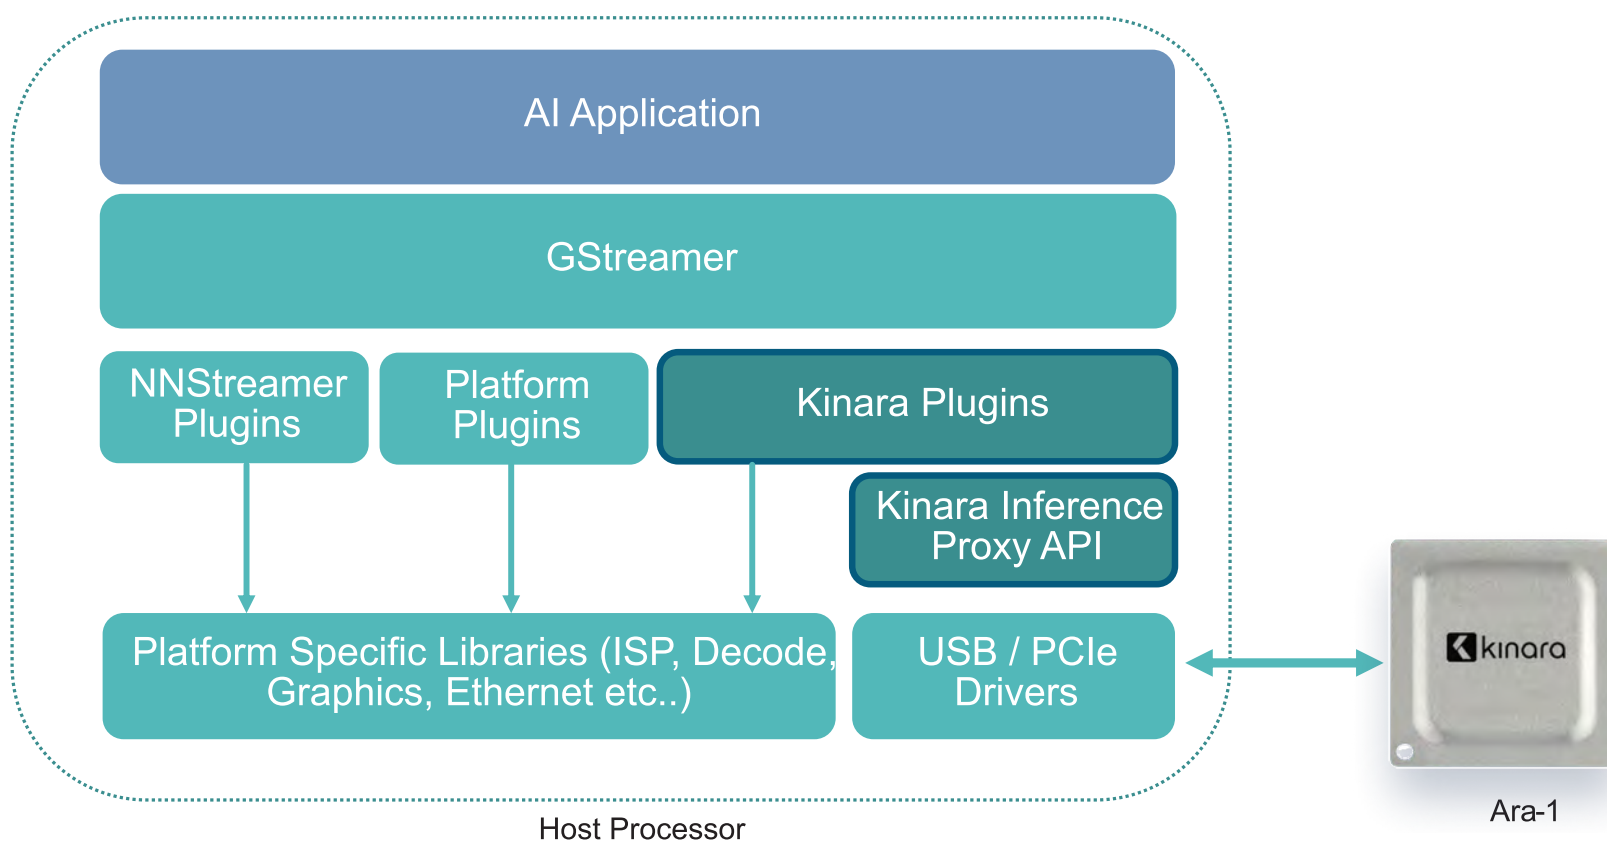 AI Application
GStreamer
NNStreamer
Plugins
Platform
Plugins
Kinara Plugins
Kinara Inference
Proxy API
Platform Specific Libraries (ISP, Decode,
Graphics, Ethernet etc..)
USB / PCIe
Drivers
kinara
Ara-1
Host Processor